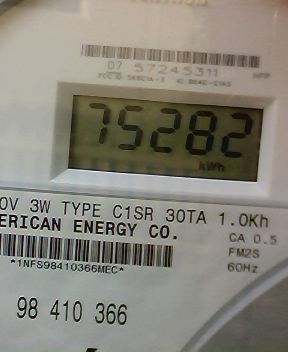 07 57245311
75282
kWh
0V 3W TYPE C1SR 30TA 1.0Kh
ERICAN ENERGY CO.
CA 0.5
FM2S
*1NFS98410366MEC*
60Hz
98 410 366